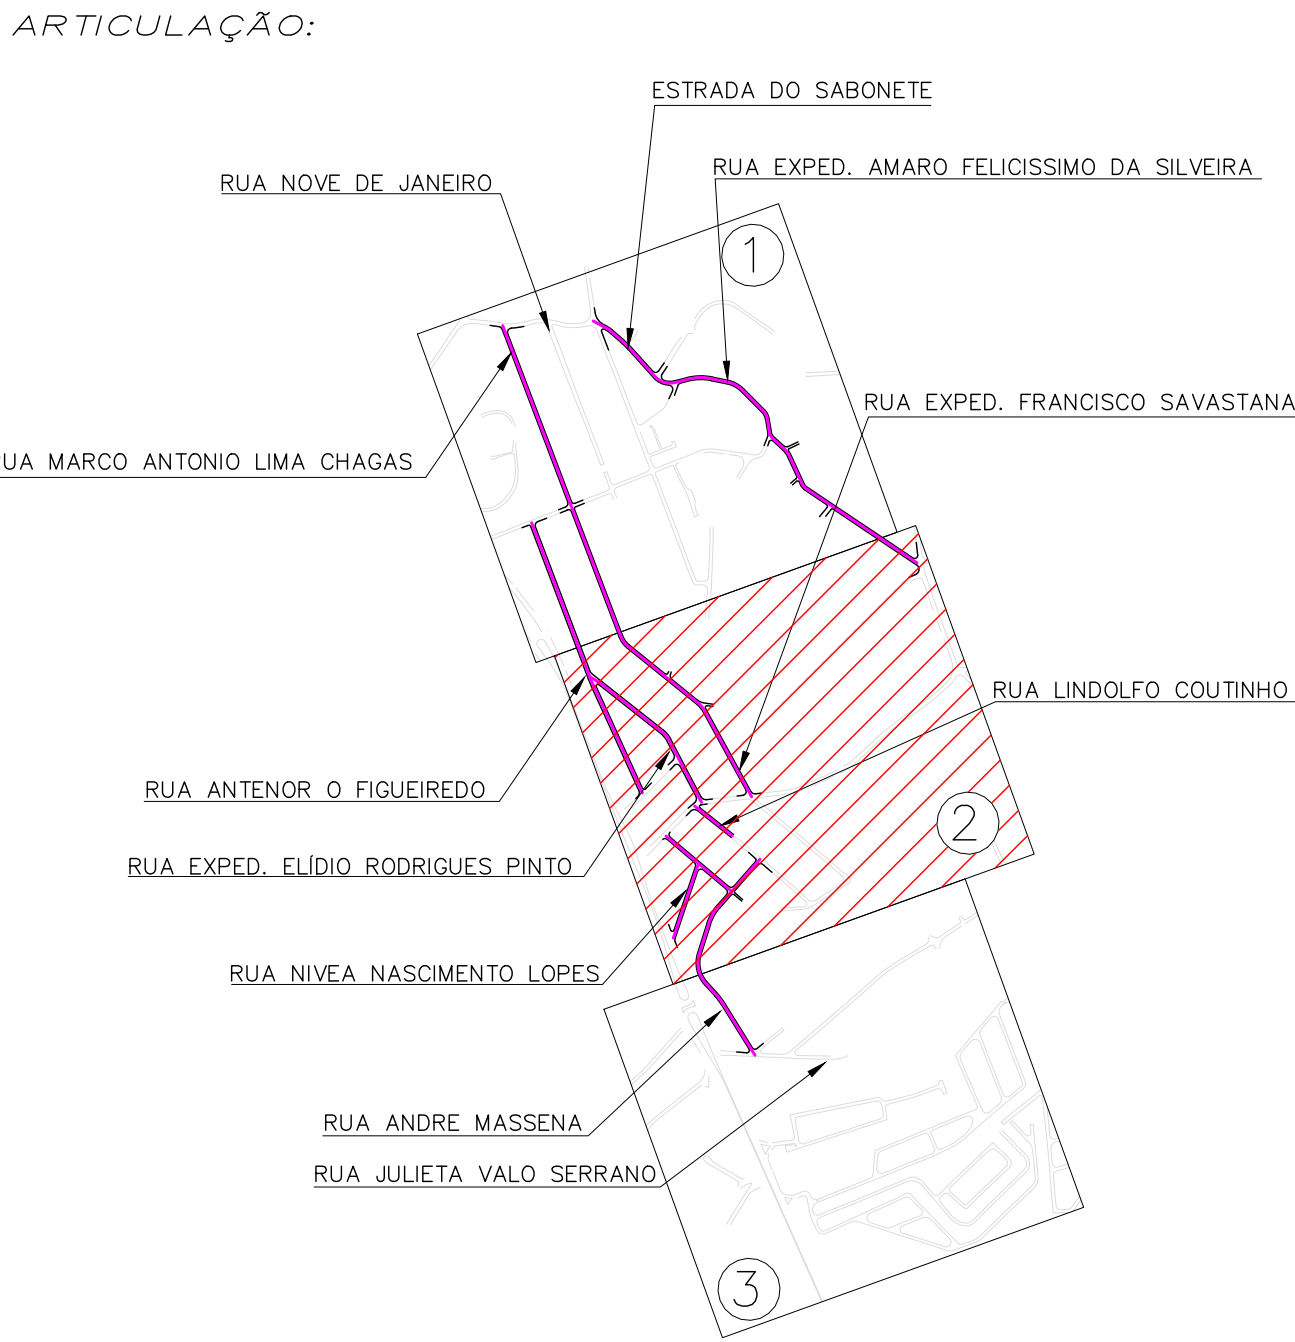 ARTICULAÇÃO:
ESTRADA DO SABONETE
RUA EXPED. AMARO FELICISSIMO DA SILVEIRA
RUA NOVE DE JANEIRO
1
RUA EXPED. FRANCISCO SAVASTANA
RUA MARCO ANTONIO LIMA CHAGAS
RUA LINDOLFO COUTINHO
RUA ANTENOR O FIGUEIREDO
2
RUA EXPED. ELÍDIO RODRIGUES PINTO
RUA NIVEA NASCIMENTO LOPES
RUA ANDRE MASSENA
RUA JULIETA VALO SERRANO
3